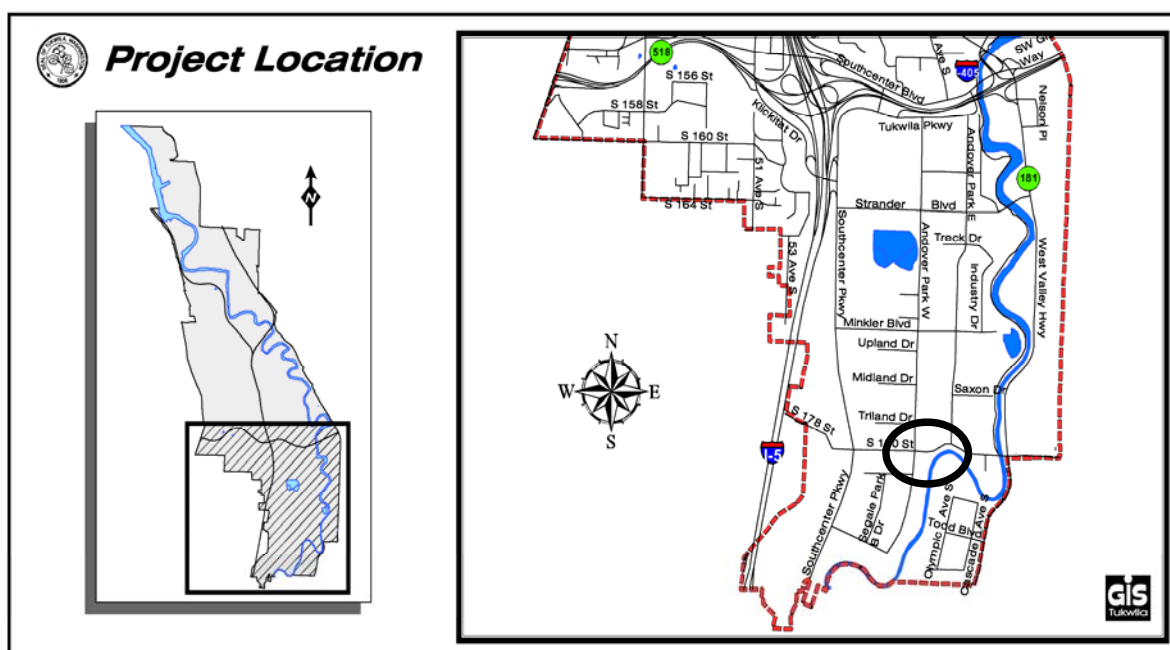 Project Location
N
518
S 156 St
S 158 St
S 160 St
S 164 St
51 Ave S
53 Ave S
Klickitat Dr
Southcenter Blvd
I-405
SW
Way
Nelson Pl
Tukwila Pkwy
181
Andover Park E
Strander Blvd
Treck Dr
Southcenter Pkwy
Andover Park W
Industry Dr
West Valley Hwy
Minkler Blvd
Upland Dr
Midland Dr
Saxon Dr
Triland Dr
S 178 St
S 180 St
I-5
N
W E
S
Southcenter Pkwy
Segale Park
B Dr
Olympic Ave S
Todd Blvd
Cascade Ave S
GIS
Tukwila